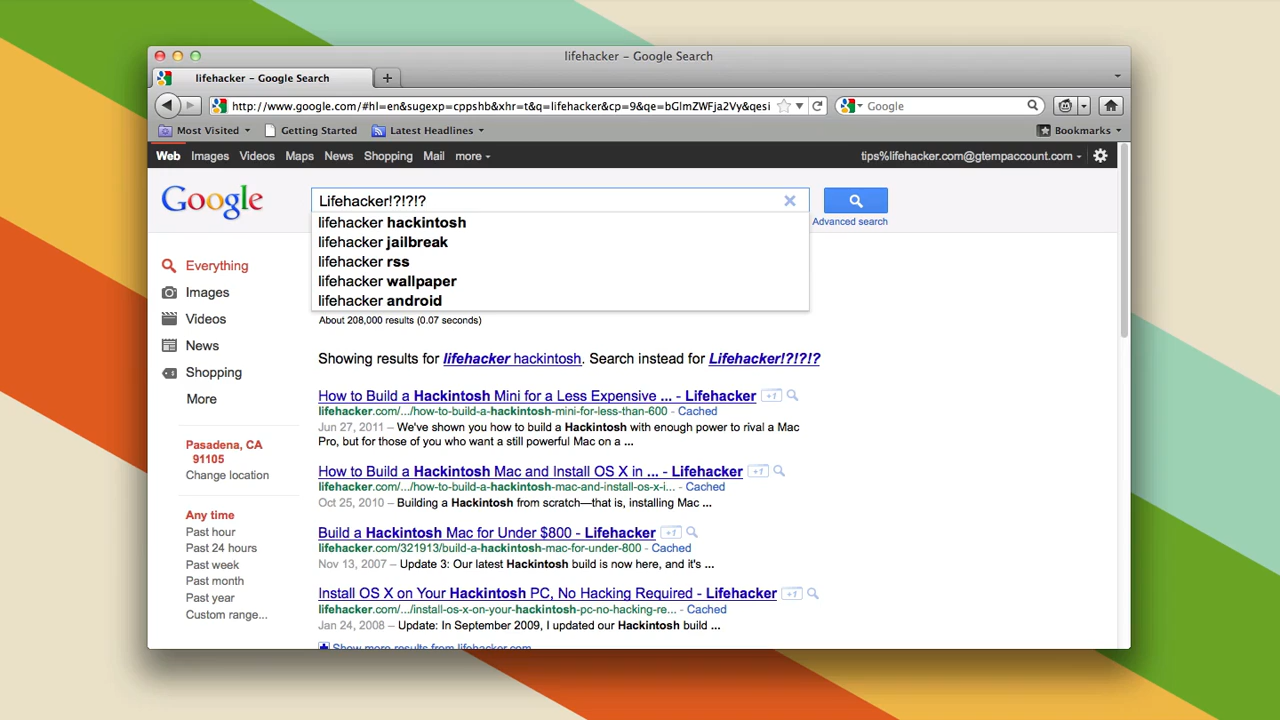 lifehacker – Google Search
lifehacker – Google Search
http://www.google.com/#hl=en&sugexp=cppshb&xhr=t&q=lifehacker&cp=9&qe=bGlmZWFja2Vy&qesi
Google
Most Visited Getting Started Latest Headlines Bookmarks
Web Images Videos Maps News Shopping Mail more tips%lifehacker.com@gtempaccount.com
Google
Lifehacker!?!?!?
Advanced search
lifehacker hackintosh
lifehacker jailbreak
lifehacker rss
lifehacker wallpaper
lifehacker android
About 208,000 results (0.07 seconds)
Everything
Images
Videos
News
Shopping
More
Pasadena, CA
91105
Change location
Any time
Past hour
Past 24 hours
Past week
Past month
Past year
Custom range...
Showing results for lifehacker hackintosh. Search instead for Lifehacker!?!?!?
How to Build a Hackintosh Mini for a Less Expensive ... - Lifehacker +1
lifehacker.com/.../how-to-build-a-hackintosh-mini-for-less-than-600 - Cached
Jun 27, 2011 – We've shown you how to build a Hackintosh with enough power to rival a Mac
Pro, but for those of you who want a still powerful Mac on a ...
How to Build a Hackintosh Mac and Install OS X in ... - Lifehacker +1
lifehacker.com/.../how-to-build-a-hackintosh-mac-and-install-os-x-i... - Cached
Oct 25, 2010 – Building a Hackintosh from scratch—that is, installing Mac ...
Build a Hackintosh Mac for Under $800 - Lifehacker +1
lifehacker.com/321913/build-a-hackintosh-mac-for-under-800 - Cached
Nov 13, 2007 – Update 3: Our latest Hackintosh build is now here, and it's ...
Install OS X on Your Hackintosh PC, No Hacking Required - Lifehacker +1
lifehacker.com/.../install-os-x-on-your-hackintosh-pc-no-hacking-re... - Cached
Jan 24, 2008 – Update: In September 2009, I updated our Hackintosh build ...
Show more results from lifehacker.com